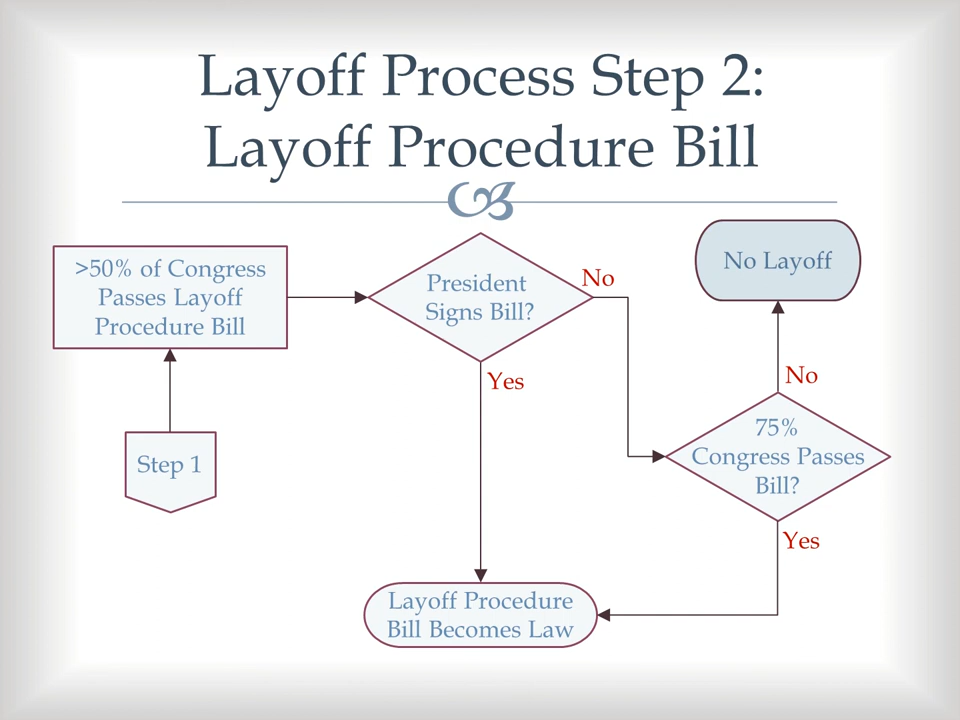 Layoff Process Step 2:
Layoff Procedure Bill
>50% of Congress
Passes Layoff
Procedure Bill
President
Signs Bill?
No
No Layoff
Yes
No
Step 1
75%
Congress Passes
Bill?
Yes
Layoff Procedure
Bill Becomes Law